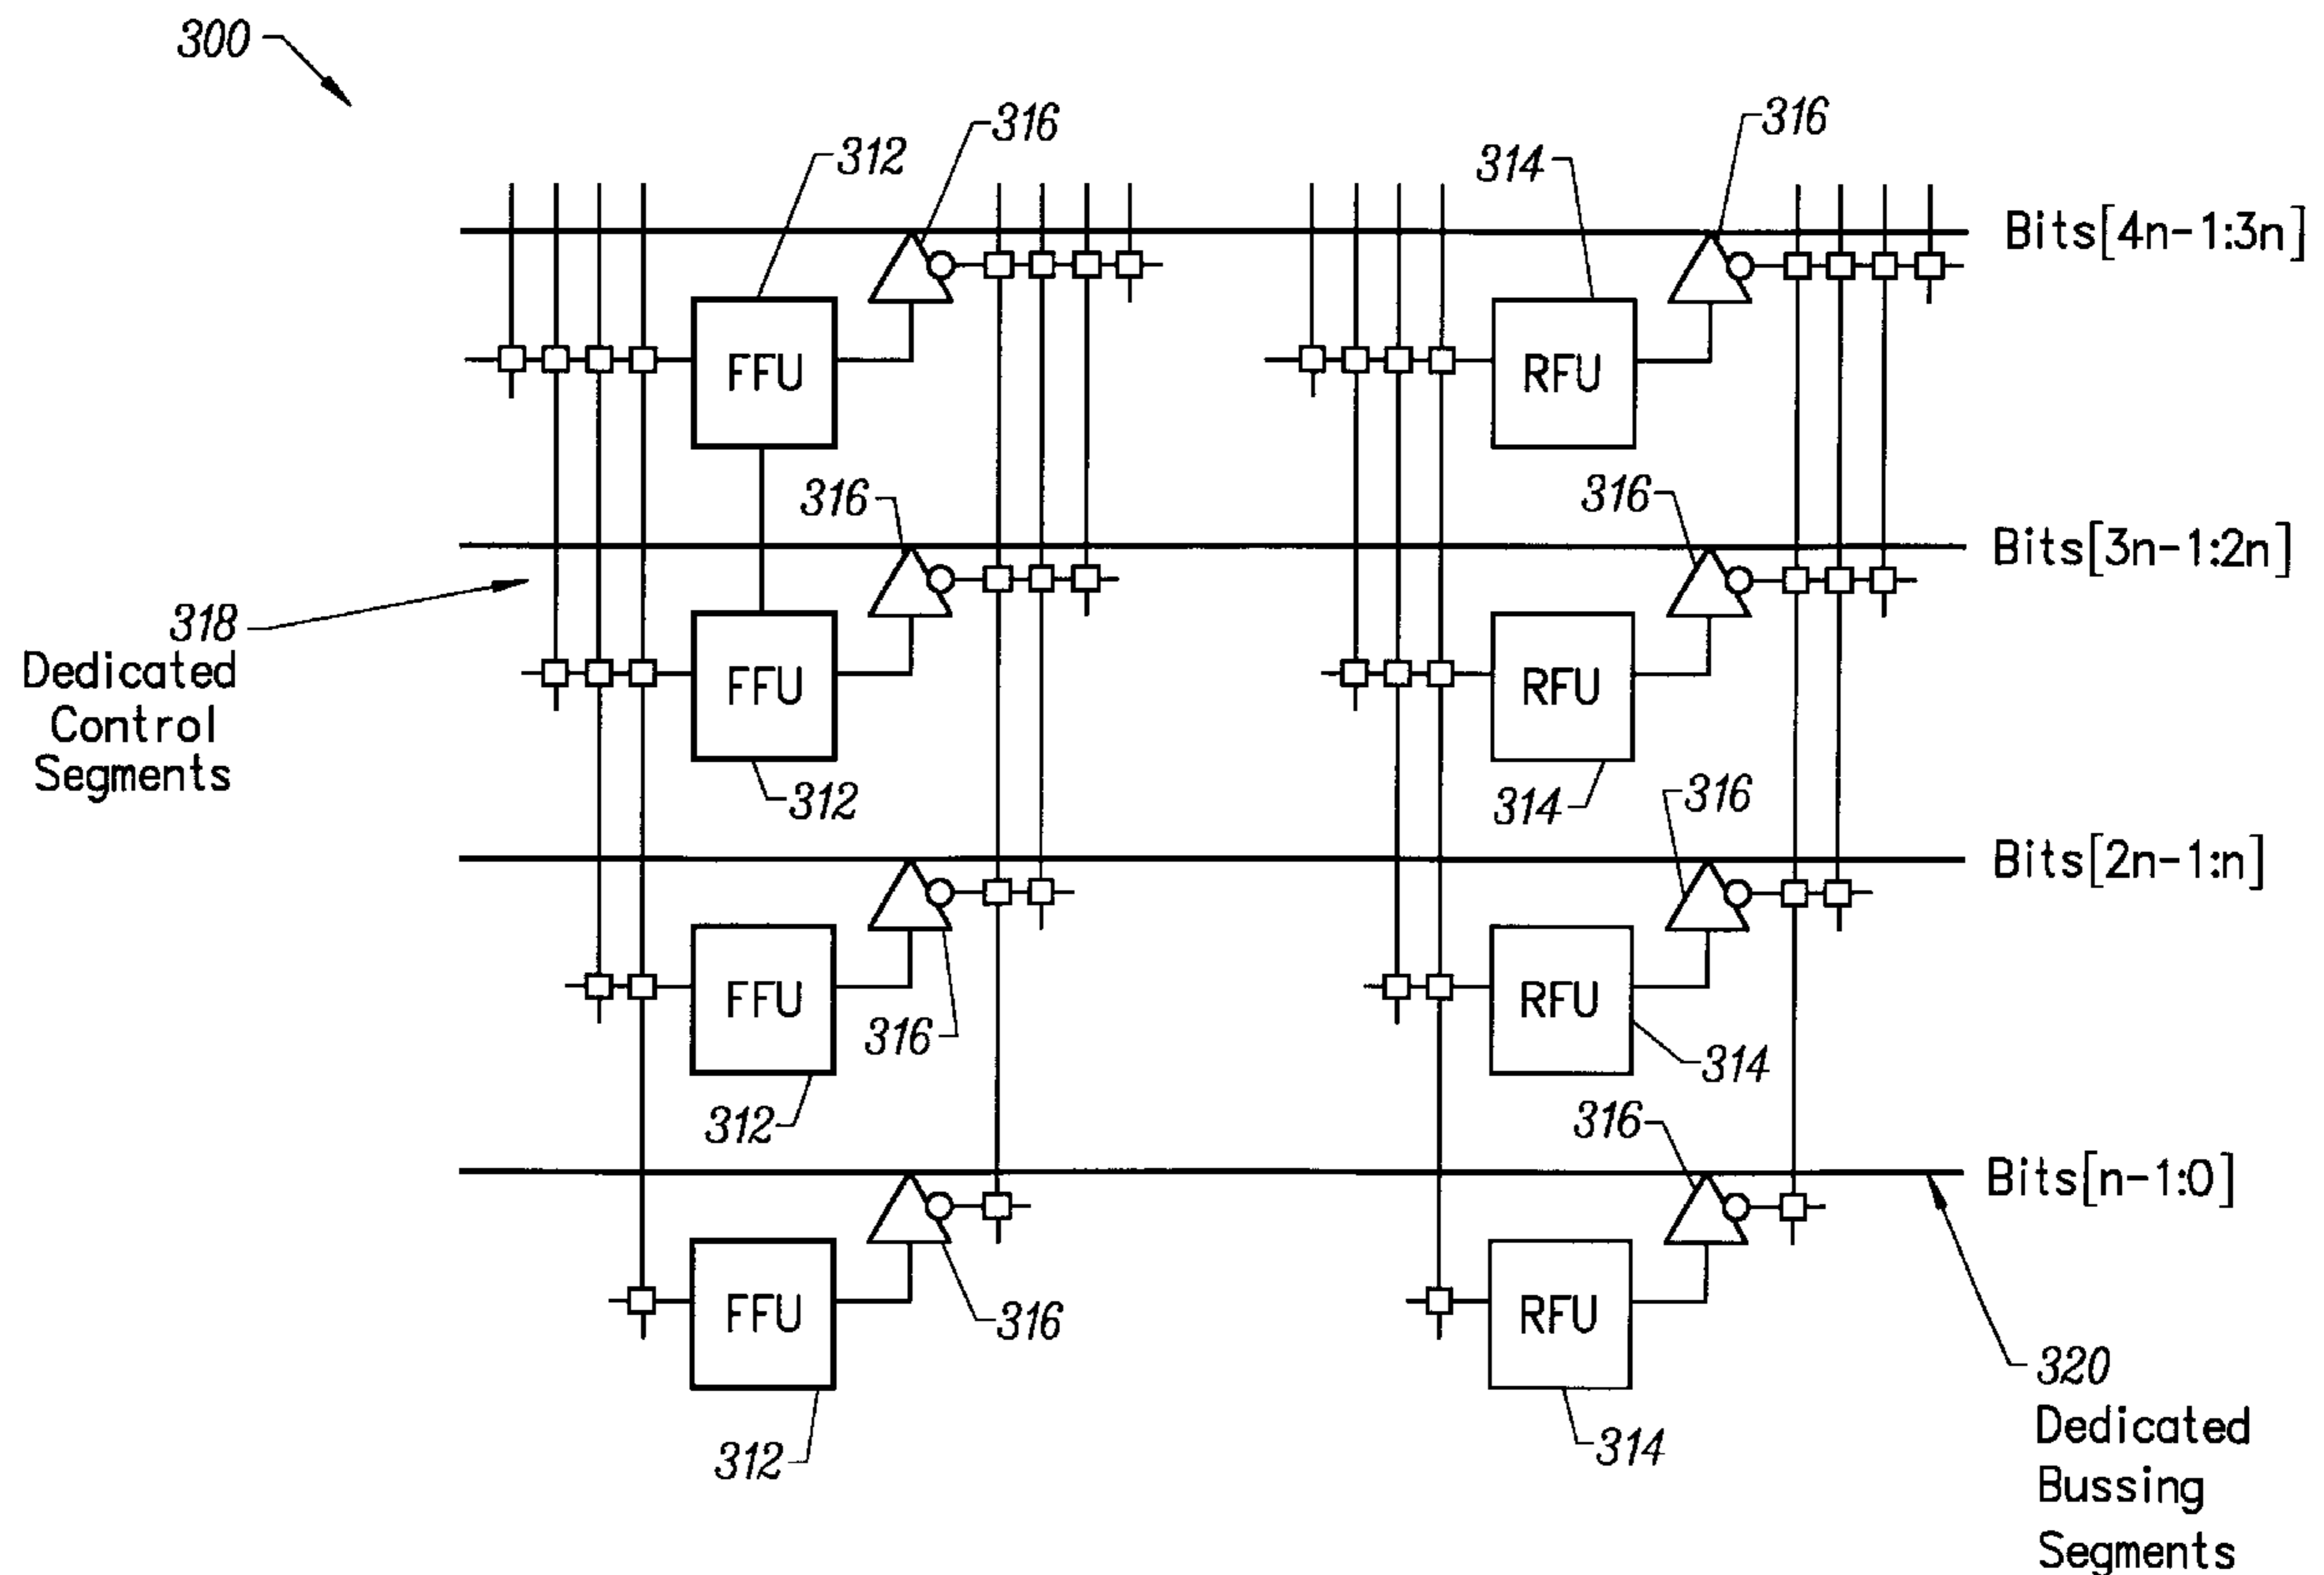 300
316
316
312
314
Bits[4n-1:3n]
FFU
RFU
316
316
Bits[3n-1:2n]
318
Dedicated
Control
Segments
FFU
RFU
312
314
316
Bits[2n-1:n]
FFU
RFU
316
314
312
316
Bits[n-1:0]
FFU
RFU
316
320
Dedicated
Bussing
Segments
312
314